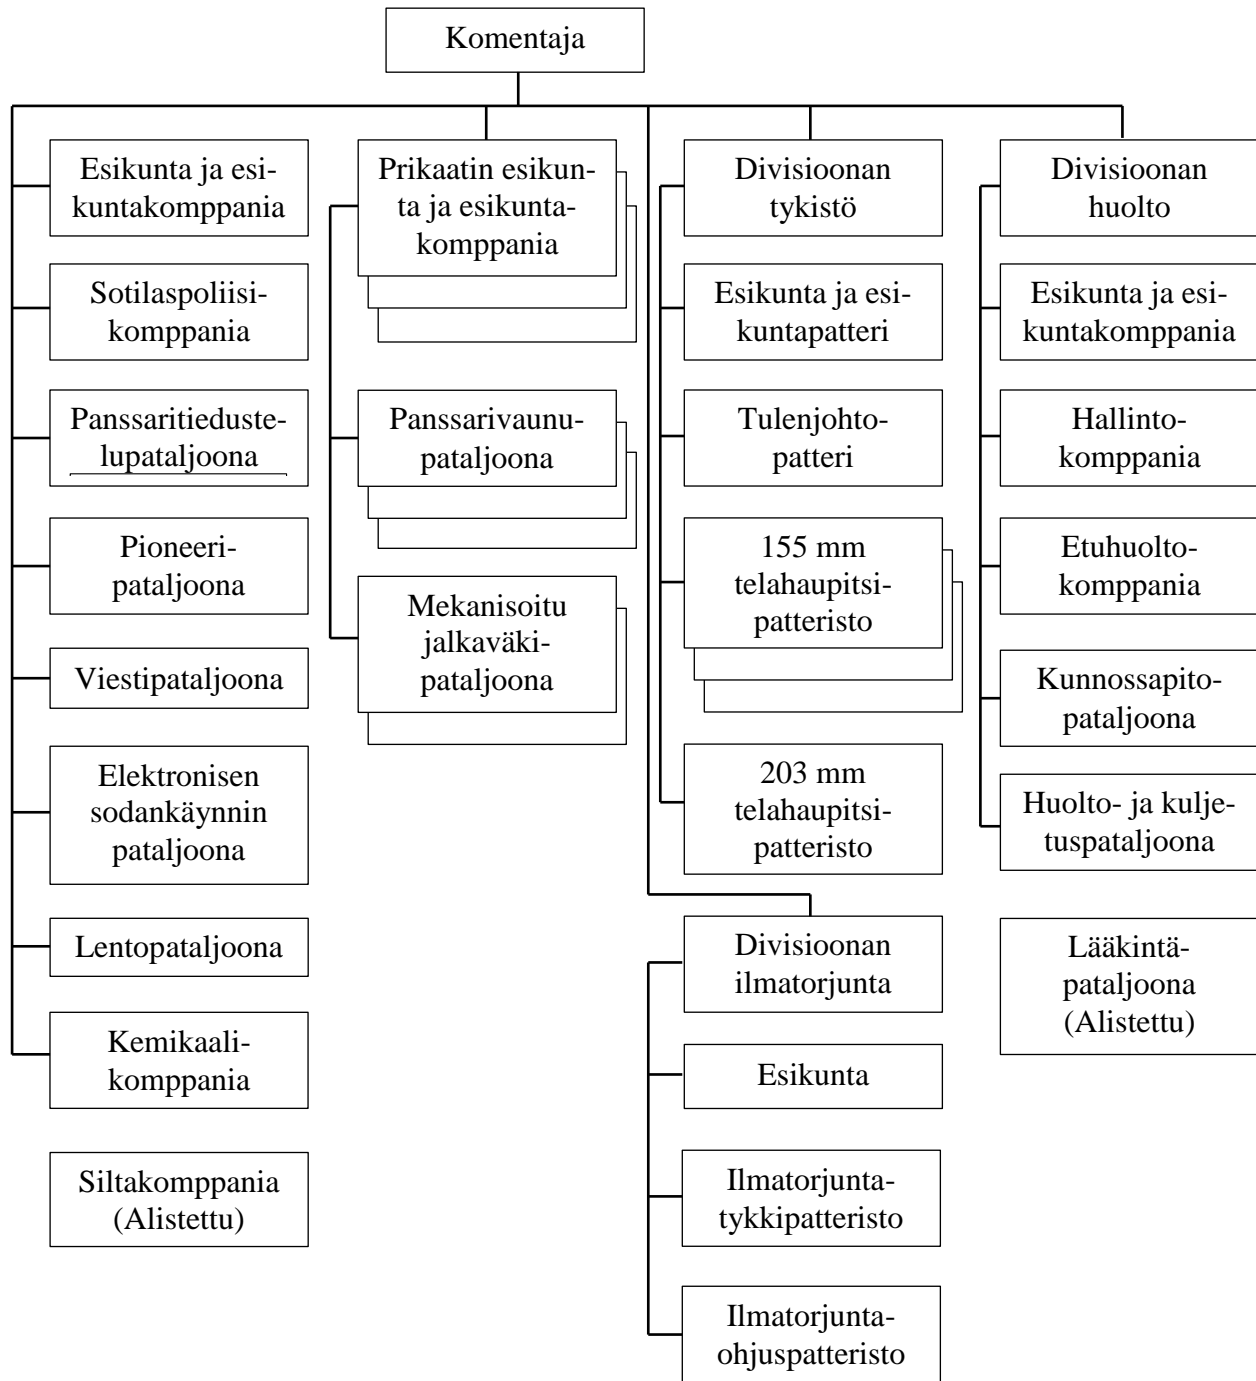 Komentaja
Esikunta ja esi-
kuntakomppania
Sotilaspoliisi-
komppania
Panssaritieduste-
lupataljoona
Pioneeri-
pataljoona
Viestipataljoona
Elektronisen
sodankäynnin
pataljoona
Lentopataljoona
Kemikaali-
komppania
Siltakomppania
(Alistettu)
Prikaatin esikun-
ta ja esikunta-
komppania
Panssarivaunu-
pataljoona
Mekanisoitu
jalkaväki-
pataljoona
Divisioonan
tykistö
Esikunta ja esi-
kuntapatteri
Tulenjohto-
patteri
155 mm
telahaupitsi-
patteristo
203 mm
telahaupitsi-
patteristo
Divisioonan
ilmatorjunta
Esikunta
Ilmatorjunta-
tykkipatteristo
Ilmatorjunta-
ohjuspatteristo
Divisioonan
huolto
Esikunta ja esi-
kuntakomppania
Hallinto-
komppania
Etuhuolto-
komppania
Kunnossapito-
pataljoona
Huolto- ja kulje-
tuspataljoona
Lääkintä-
pataljoona
(Alistettu)